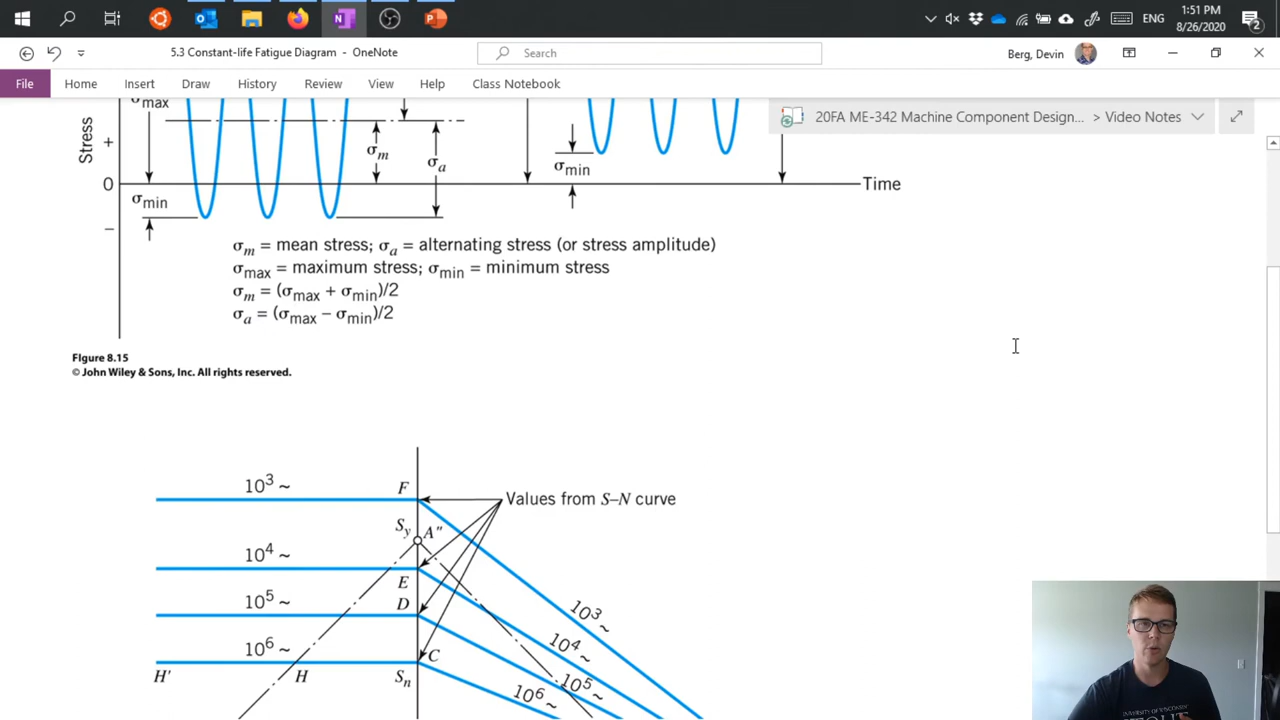 1:51 PM
ENG
8/26/2020
2
5.3 Constant-life Fatigue Diagram - OneNote
Search
Berg, Devin
File Home Insert Draw History Review View Help Class Notebook
20FA ME-342 Machine Component Design... > Video Notes
σmax
Stress
+
σm
σa
σmin
0
Time
σmin
−
σm = mean stress; σa = alternating stress (or stress amplitude)
σmax = maximum stress; σmin = minimum stress
σm = (σmax + σmin)/2
σa = (σmax − σmin)/2
Figure 8.15
© John Wiley & Sons, Inc. All rights reserved.
10³ ~
F
Values from S–N curve
Sy
A"
10⁴ ~
E
10⁵ ~
D
10³ ~
10⁴ ~
10⁶ ~
C
H'
H
Sn
10⁵ ~
10⁶ ~